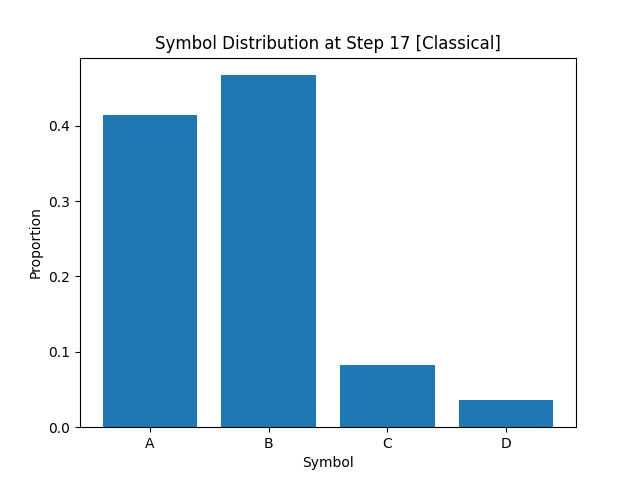 Symbol Distribution at Step 17 [Classical]
Proportion
0.4
0.3
0.2
0.1
0.0
A B C D
Symbol